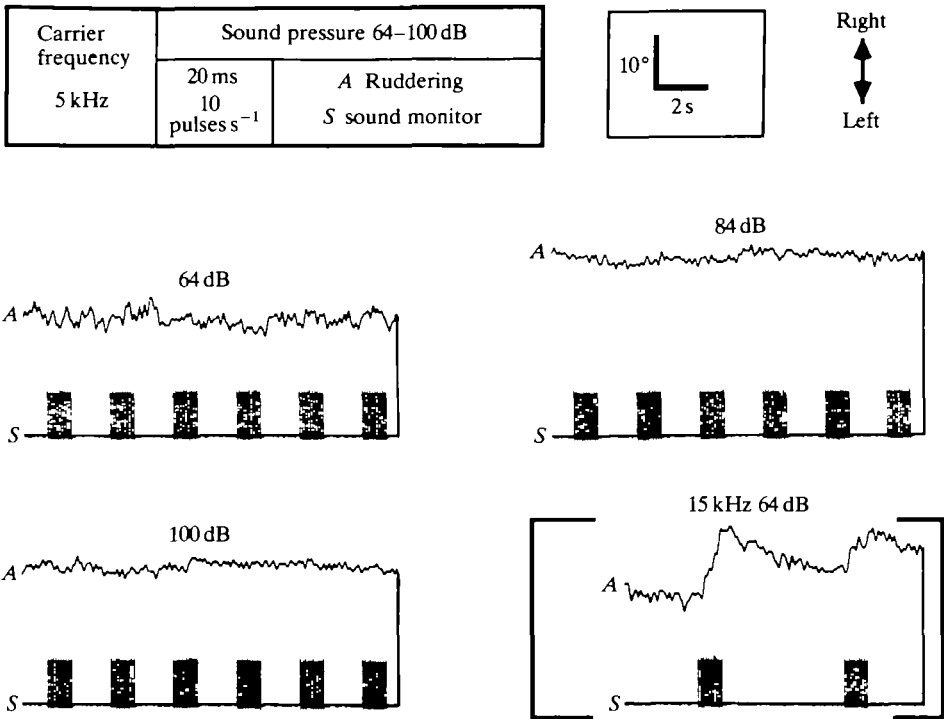 Carrier
frequency
5 kHz
Sound pressure 64–100 dB
20 ms
10
pulses s⁻¹
A Ruddering
S sound monitor
10°
2 s
Right
Left
64 dB
A
S
84 dB
A
S
100 dB
A
S
15 kHz 64 dB
A
S